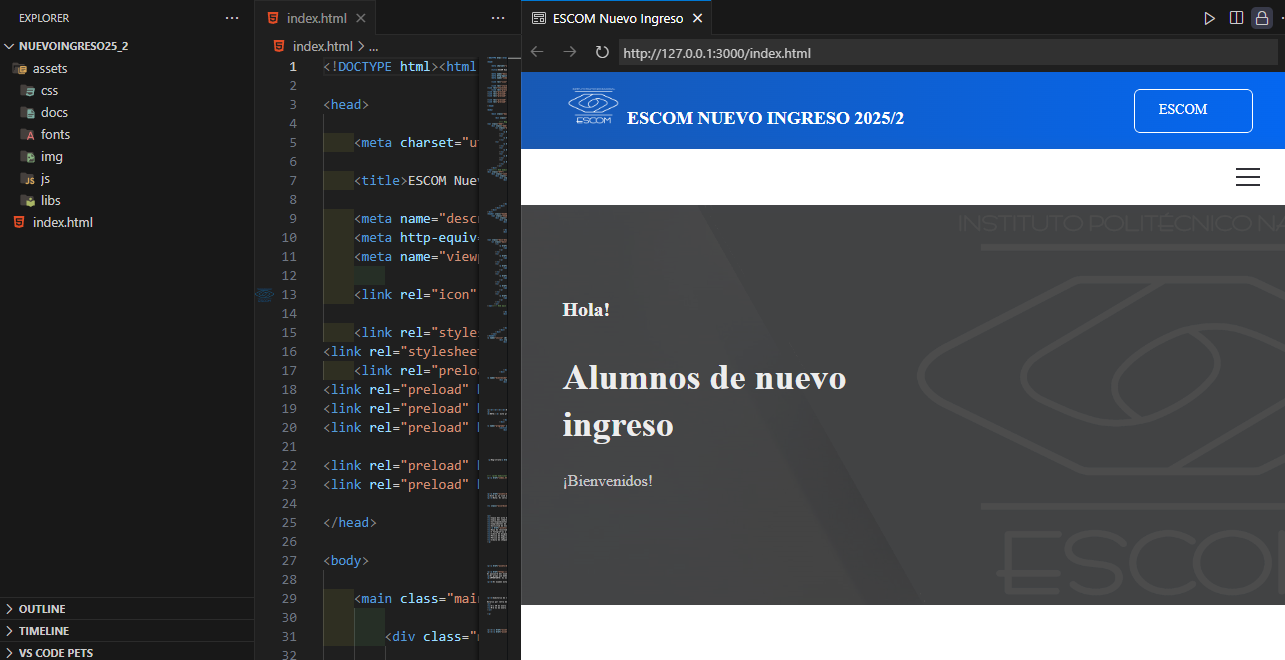 EXPLORER
NUEVOINGRESO25_2
assets
css
docs
fonts
img
js
libs
index.html
OUTLINE
TIMELINE
VS CODE PETS
index.html
index.html > ...
1 <!DOCTYPE html><html
2
3 <head>
4
5 <meta charset="u
6
7 <title>ESCOM Nue
8
9 <meta name="desc
10 <meta http-equiv
11 <meta name="view
12
13 <link rel="icon"
14
15 <link rel="style
16 <link rel="stylesheet
17 <link rel="prelo
18 <link rel="preload"
19 <link rel="preload"
20 <link rel="preload"
21
22 <link rel="preload"
23 <link rel="preload"
24
25 </head>
26
27 <body>
28
29 <main class="main
30
31 <div class="
32
ESCOM Nuevo Ingreso
http://127.0.0.1:3000/index.html
ESCOM
ESCOM NUEVO INGRESO 2025/2
ESCOM
INSTITUTO POLITÉCNICO NA
Hola!
Alumnos de nuevo
ingreso
¡Bienvenidos!
ESCOM